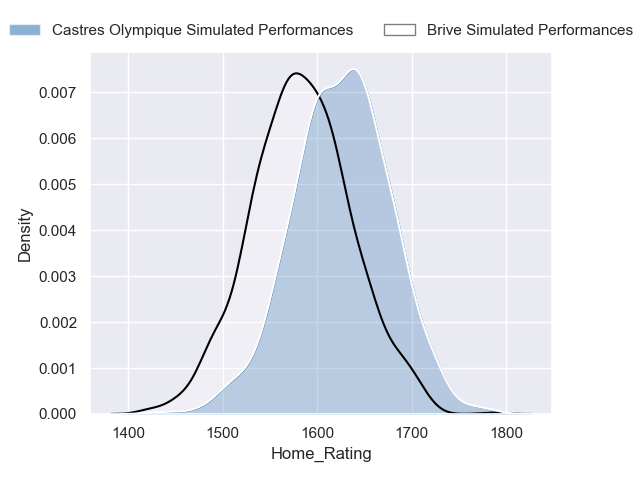 Castres Olympique Simulated Performances
Brive Simulated Performances
0.007
0.006
0.005
0.004
0.003
0.002
0.001
0.000
Density
1400 1500 1600 1700 1800
Home_Rating